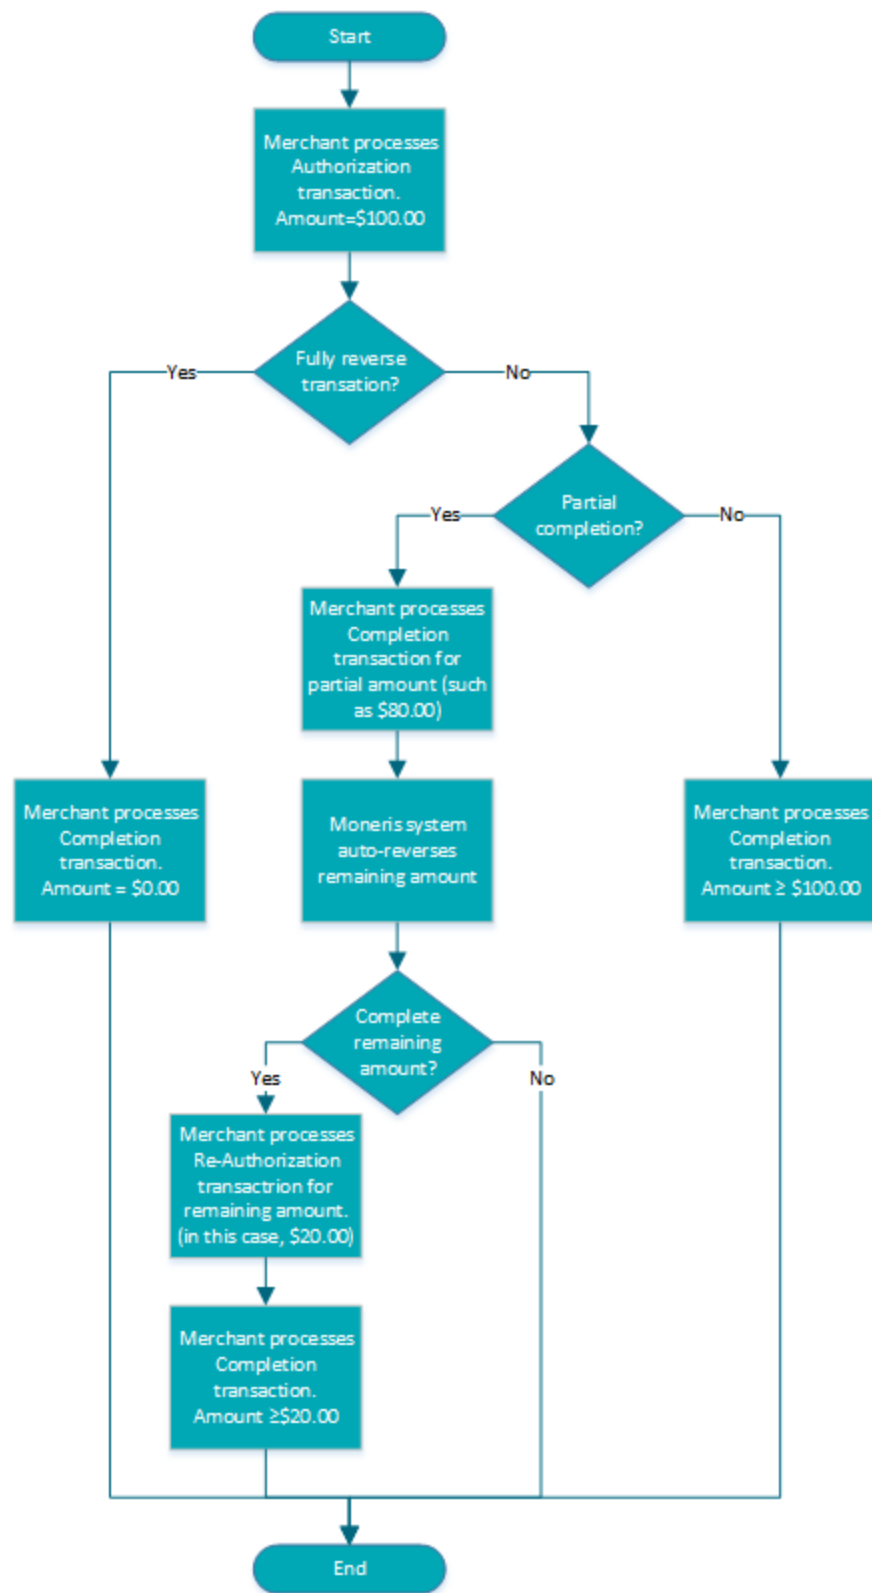 Start
Merchant processes
Authorization
transaction.
Amount=$100.00
Fully reverse
transation?
Yes
No
Partial
completion?
Yes
No
Merchant processes
Completion
transaction for
partial amount (such
as $80.00)
Merchant processes
Completion
transaction.
Amount = $0.00
Moneris system
auto-reverses
remaining amount
Merchant processes
Completion
transaction.
Amount ≥ $100.00
Complete
remaining
amount?
Yes
No
Merchant processes
Re-Authorization
transactrion for
remaining amount.
(in this case, $20.00)
Merchant processes
Completion
transaction.
Amount ≥$20.00
End